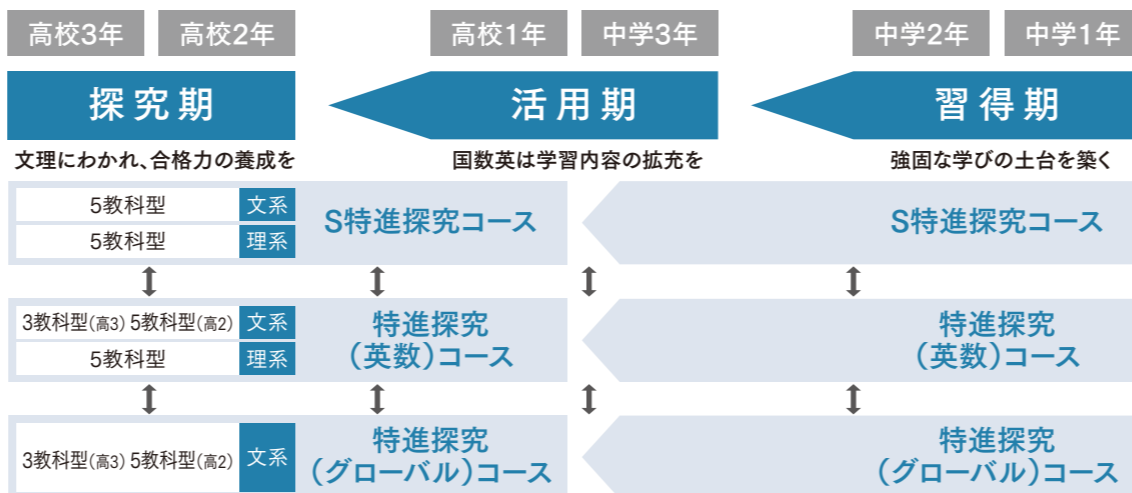 高校3年 高校2年 高校1年 中学3年 中学2年 中学1年
探究期 活用期 習得期
文理にわかれ、合格力の養成を 国数英は学習内容の拡充を 強固な学びの土台を築く
5教科型 文系
5教科型 理系
S特進探究コース
S特進探究コース
3教科型(高3) 5教科型(高2) 文系
5教科型 理系
特進探究
(英数)コース
特進探究
(英数)コース
3教科型(高3) 5教科型(高2) 文系
特進探究
(グローバル)コース
特進探究
(グローバル)コース